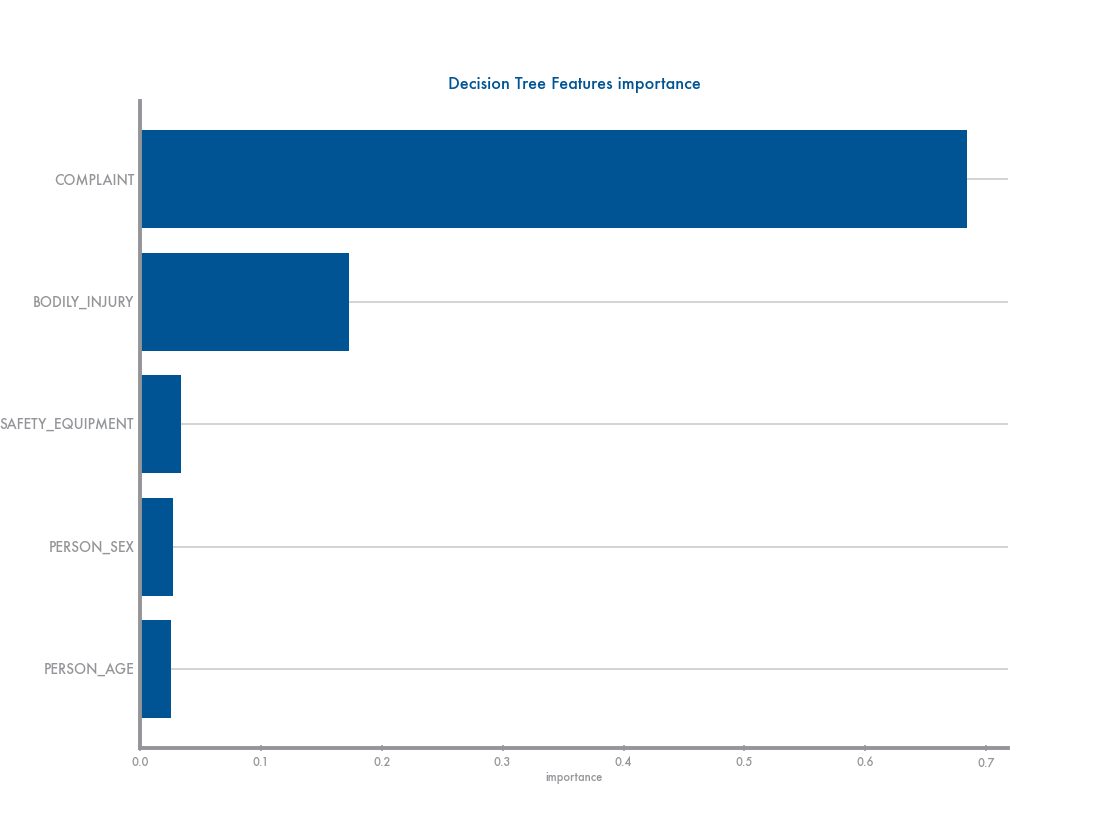 Decision Tree Features importance
COMPLAINT
BODILY_INJURY
SAFETY_EQUIPMENT
PERSON_SEX
PERSON_AGE
0.0 0.1 0.2 0.3 0.4 0.5 0.6 0.7
importance